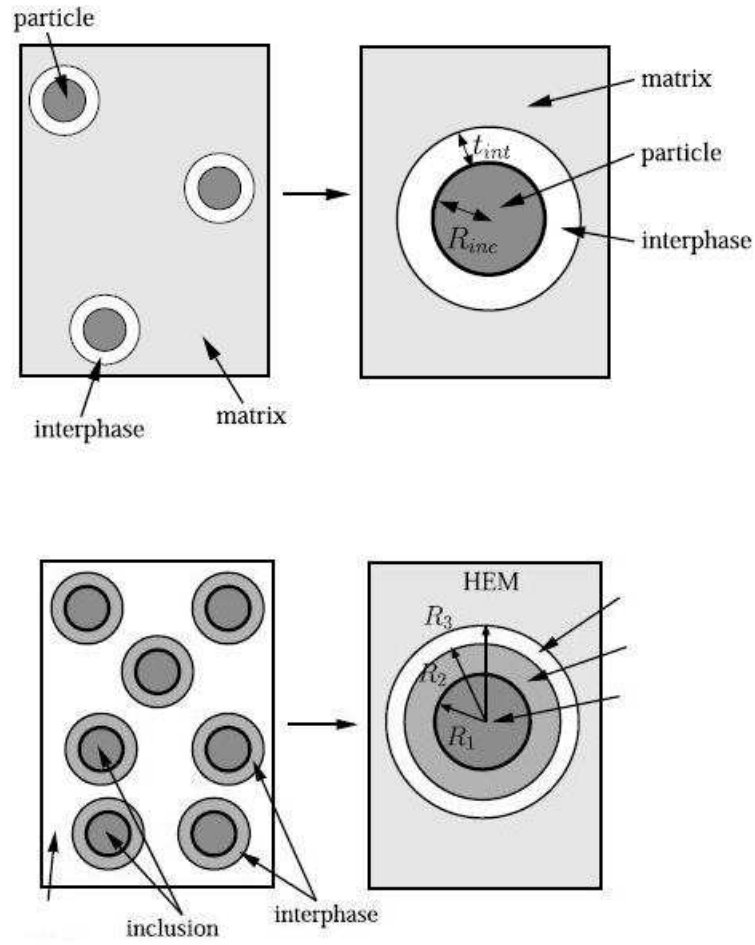 particle
matrix
t_int
particle
R_inc
interphase
matrix
interphase
HEM
R_3
R_2
R_1
interphase
inclusion